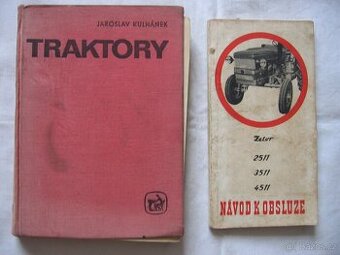 JAROSLAV KULHÁNEK
TRAKTORY
Zetor
2511
3511
4511
NÁVOD K OBSLUZE